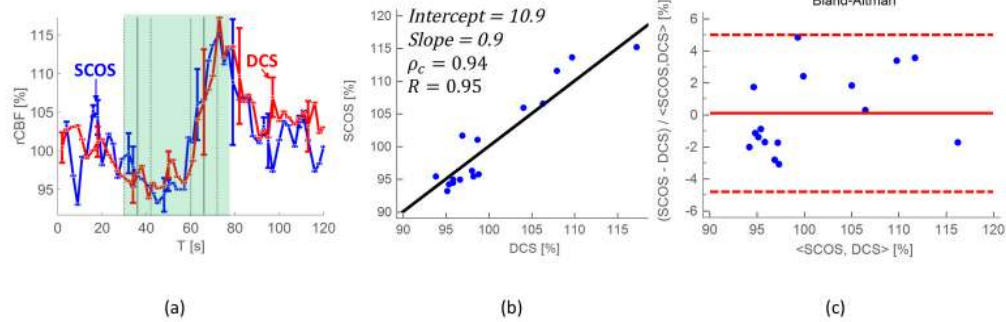 rCBF [%]
115
110
105
100
95
SCOS
DCS
0
20
40
60
80
100
120
T [s]
(a)
SCOS [%]
115
110
105
100
95
90
Intercept = 10.9
Slope = 0.9
ρc = 0.94
R = 0.95
90
95
100
105
110
115
DCS [%]
(b)
Bland-Altman
(SCOS - DCS) / <SCOS,DCS> [%]
6
4
2
0
-2
-4
-6
90
95
100
105
110
115
120
<SCOS, DCS> [%]
(c)